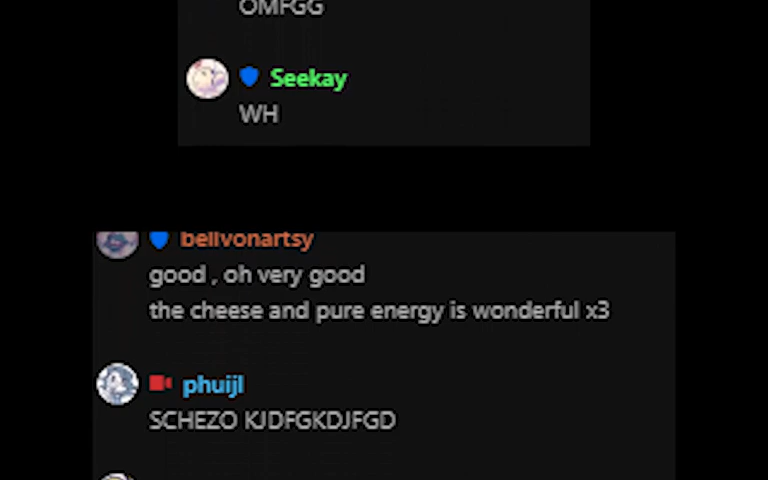 OMFGG
Seekay
WH
bellvonartsy
good , oh very good
the cheese and pure energy is wonderful x3
phuijl
SCHEZO KJDFGKDJFGD